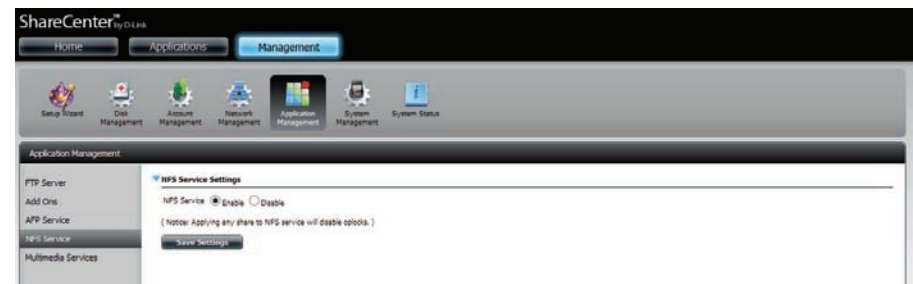 ShareCenter™ by D-Link
Home Applications Management
Setup Wizard
Disk Management
Account Management
Network Management
Application Management
System Management
System Status
Application Management
FTP Server
Add Ons
AFP Service
NFS Service
Multimedia Services
NFS Service Settings
NFS Service Enable Disable
( Notice: Applying any share to NFS service will disable oplocks. )
Save Settings